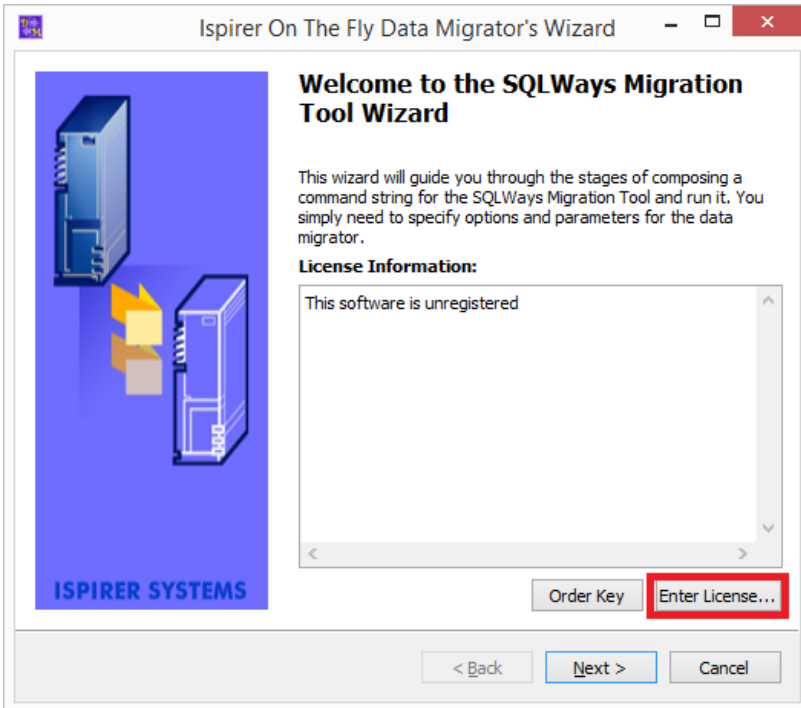 Ispirer On The Fly Data Migrator's Wizard
Welcome to the SQLWays Migration
Tool Wizard
This wizard will guide you through the stages of composing a
command string for the SQLWays Migration Tool and run it. You
simply need to specify options and parameters for the data
migrator.
License Information:
This software is unregistered
ISPIRER SYSTEMS
Order Key
Enter License...
< Back
Next >
Cancel